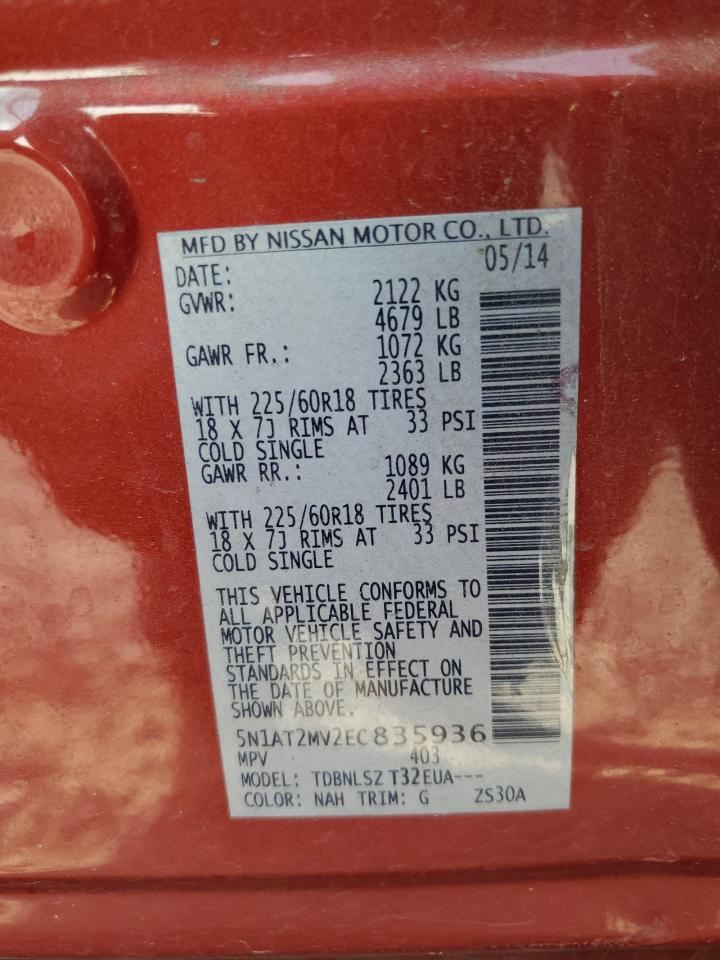 MFD BY NISSAN MOTOR CO., LTD.
DATE: 05/14
GVWR: 2122 KG
4679 LB
GAWR FR.: 1072 KG
2363 LB
WITH 225/60R18 TIRES
18 X 7J RIMS AT 33 PSI
COLD SINGLE
GAWR RR.: 1089 KG
2401 LB
WITH 225/60R18 TIRES
18 X 7J RIMS AT 33 PSI
COLD SINGLE
THIS VEHICLE CONFORMS TO
ALL APPLICABLE FEDERAL
MOTOR VEHICLE SAFETY AND
THEFT PREVENTION
STANDARDS IN EFFECT ON
THE DATE OF MANUFACTURE
SHOWN ABOVE.
5N1AT2MV2EC835936
MPV 403
MODEL: TDBNLSZ T32EUA---
COLOR: NAH TRIM: G ZS30A